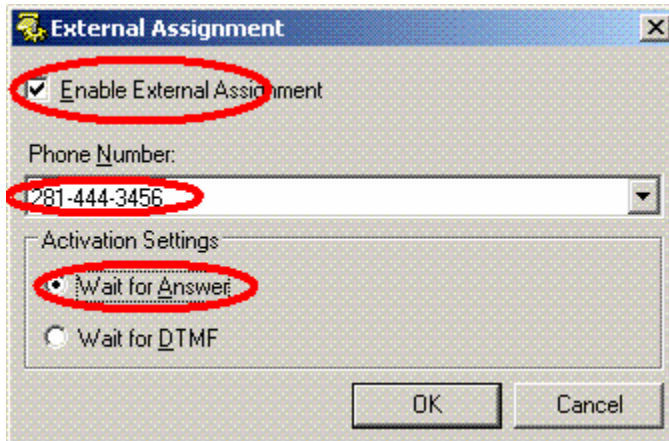 External Assignment
Enable External Assignment
Phone Number:
281-444-3456
Activation Settings
Wait for Answer
Wait for DTMF
OK
Cancel